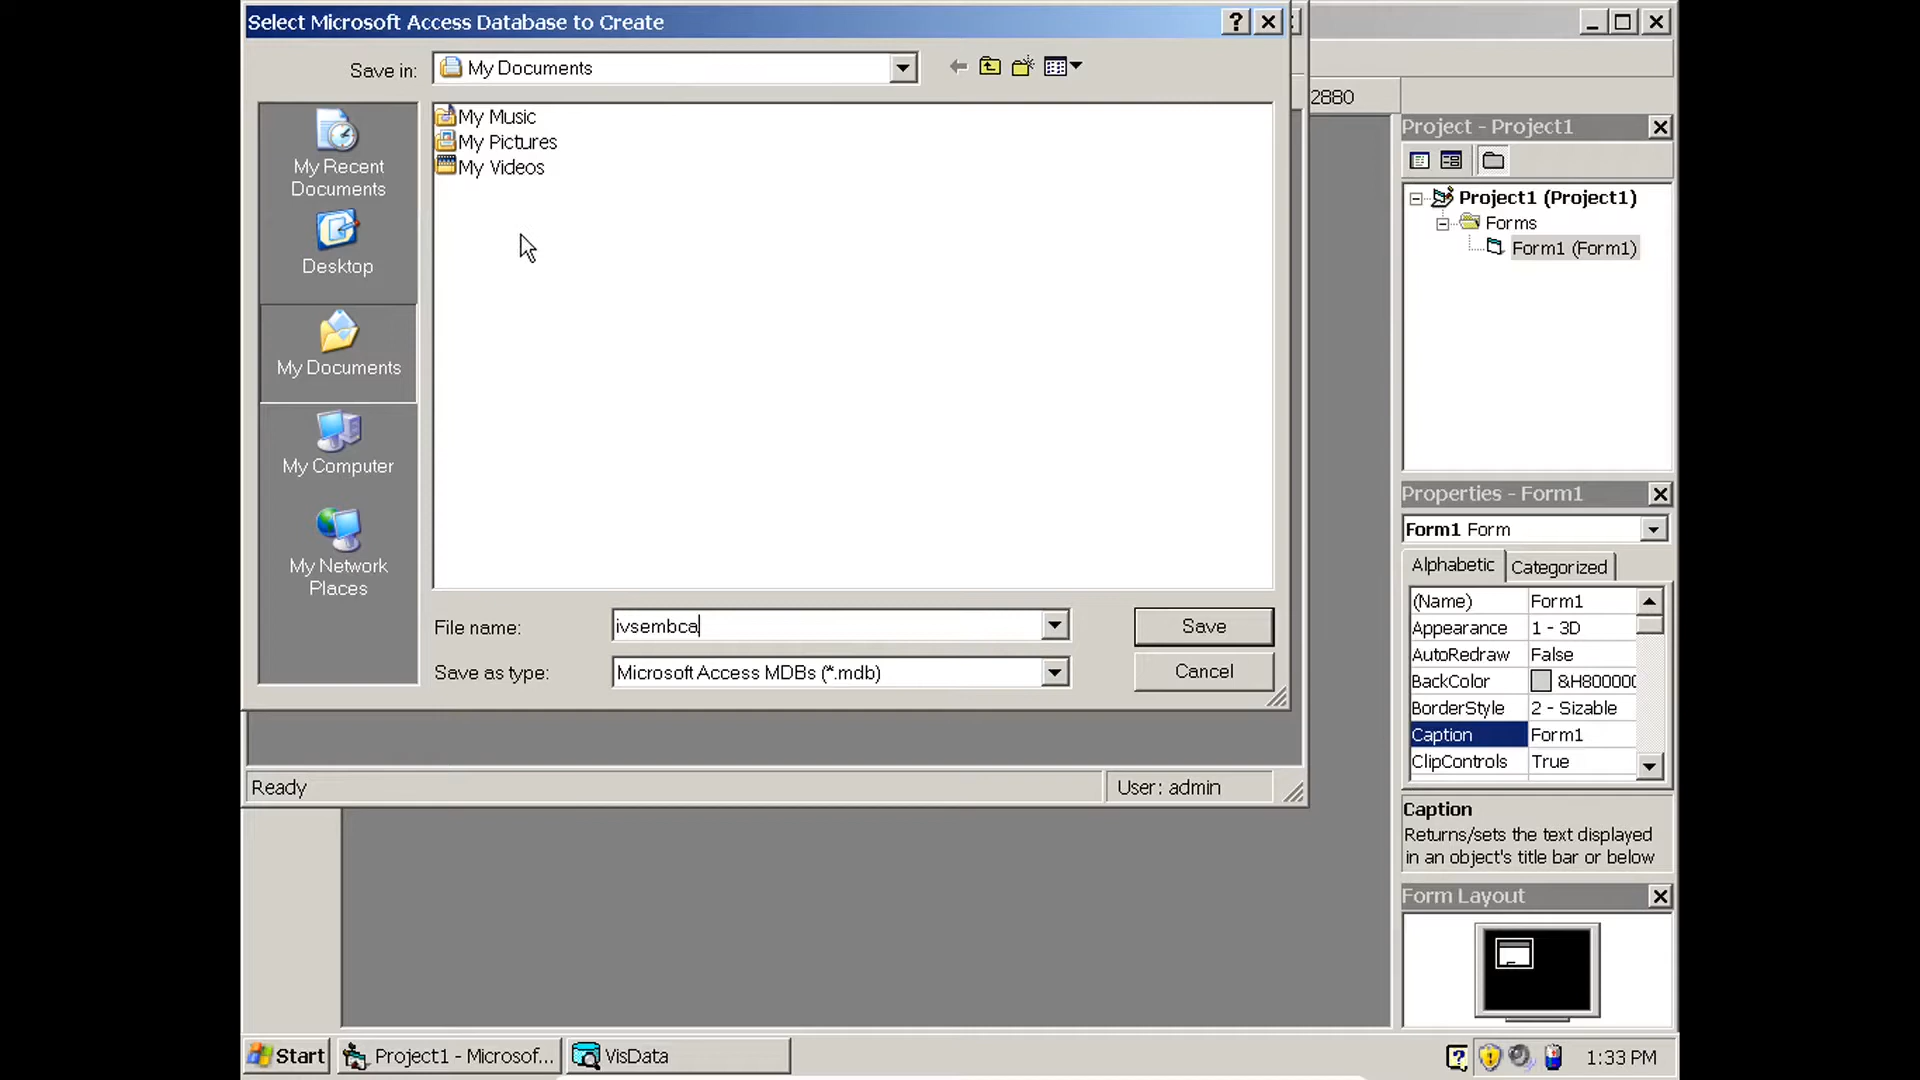 Select Microsoft Access Database to Create
Save in:
My Documents
My Recent
Documents
Desktop
My Documents
My Computer
My Network
Places
My Music
My Pictures
My Videos
File name:
ivsembca
Save
Save as type:
Microsoft Access MDBs (*.mdb)
Cancel
Ready
User: admin
2880
Project - Project1
Project1 (Project1)
Forms
Form1 (Form1)
Properties - Form1
Form1 Form
Alphabetic
Categorized
(Name) Form1
Appearance 1 - 3D
AutoRedraw False
BackColor &H800000
BorderStyle 2 - Sizable
Caption Form1
ClipControls True
Caption
Returns/sets the text displayed
in an object's title bar or below
Form Layout
Start
Project1 - Microsof...
VisData
1:33 PM